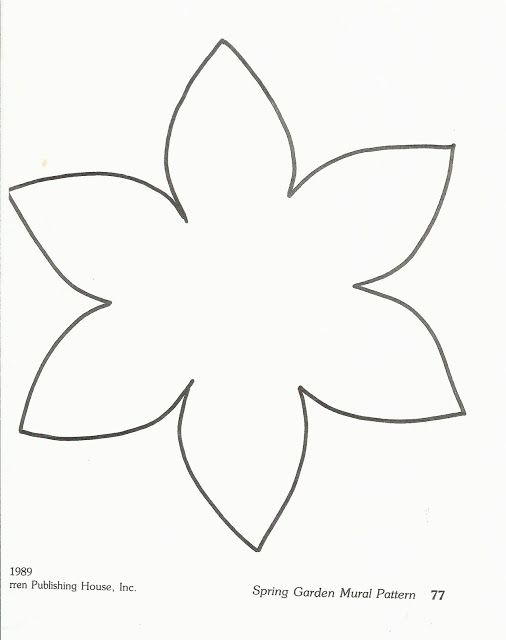 1989
rren Publishing House, Inc.
Spring Garden Mural Pattern 77